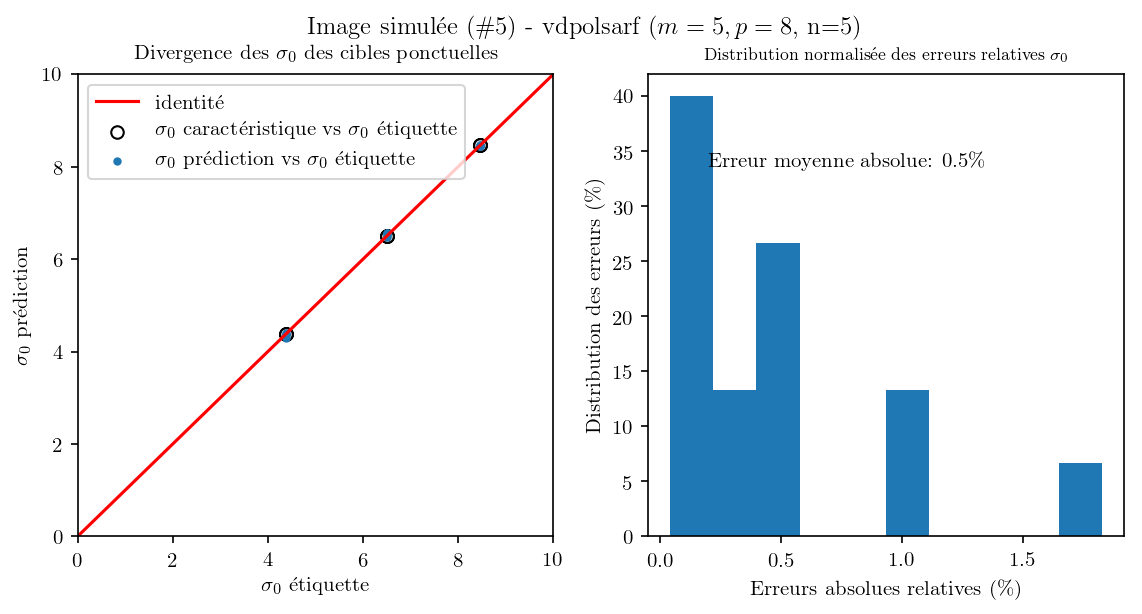 Image simulée (#5) - vdpolsarf (m = 5, p = 8, n=5)
Divergence des σ0 des cibles ponctuelles
identité
σ0 caractéristique vs σ0 étiquette
σ0 prédiction vs σ0 étiquette
10
8
6
4
2
0
0 2 4 6 8 10
σ0 prédiction
σ0 étiquette
Distribution normalisée des erreurs relatives σ0
Erreur moyenne absolue: 0.5%
40
35
30
25
20
15
10
5
0
0.0 0.5 1.0 1.5
Distribution des erreurs (%)
Erreurs absolues relatives (%)